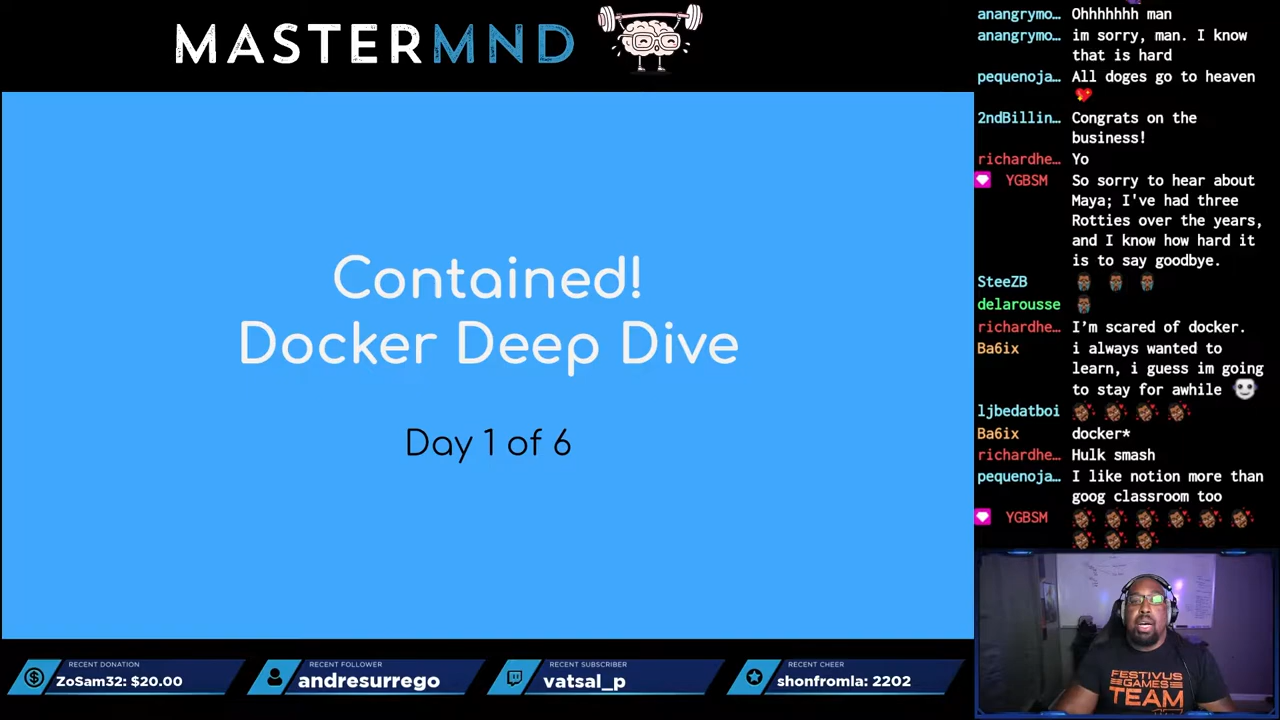 MASTERMND
Contained!
Docker Deep Dive
Day 1 of 6
anangrymo… Ohhhhhhh man
anangrymo… im sorry, man. I know
that is hard
pequenoja… All doges go to heaven
2ndBillin… Congrats on the
business!
richardhe… Yo
YGBSM So sorry to hear about
Maya; I've had three
Rotties over the years,
and I know how hard it
is to say goodbye.
SteeZB
delarousse
richardhe… I’m scared of docker.
Ba6ix i always wanted to
learn, i guess im going
to stay for awhile
ljbedatboi
Ba6ix docker*
richardhe… Hulk smash
pequenoja… I like notion more than
goog classroom too
YGBSM
FESTIVUS
GAMES
TEAM
RECENT DONATION
ZoSam32: $20.00
RECENT FOLLOWER
andresurrego
RECENT SUBSCRIBER
vatsal_p
RECENT CHEER
shonfromla: 2202